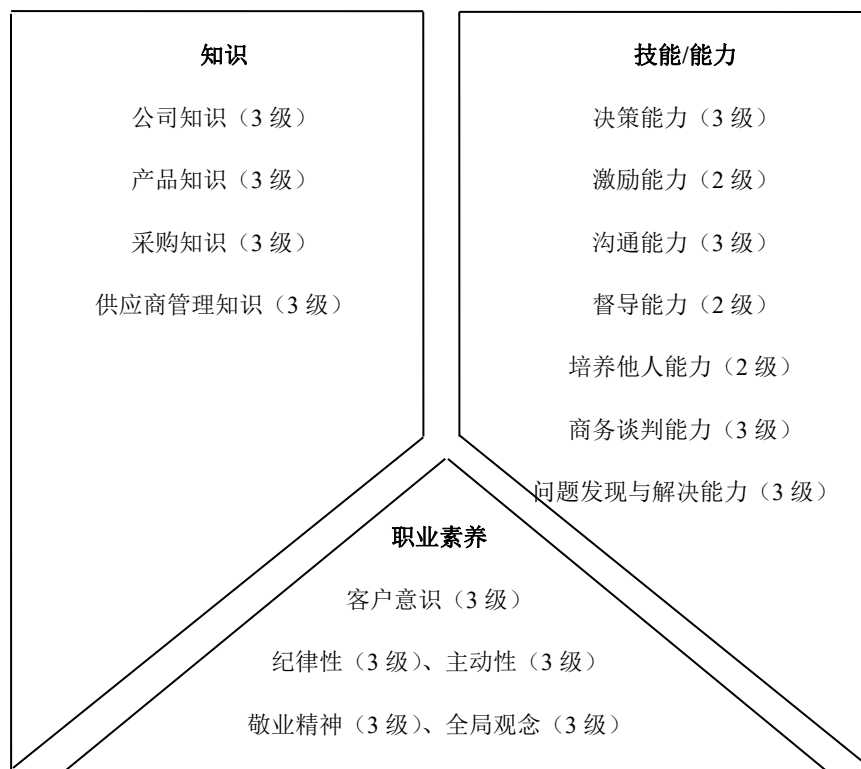 知识
公司知识（3 级）
产品知识（3 级）
采购知识（3 级）
供应商管理知识（3 级）
技能/能力
决策能力（3 级）
激励能力（2 级）
沟通能力（3 级）
督导能力（2 级）
培养他人能力（2 级）
商务谈判能力（3 级）
问题发现与解决能力（3 级）
职业素养
客户意识（3 级）
纪律性（3 级）、主动性（3 级）
敬业精神（3 级）、全局观念（3 级）